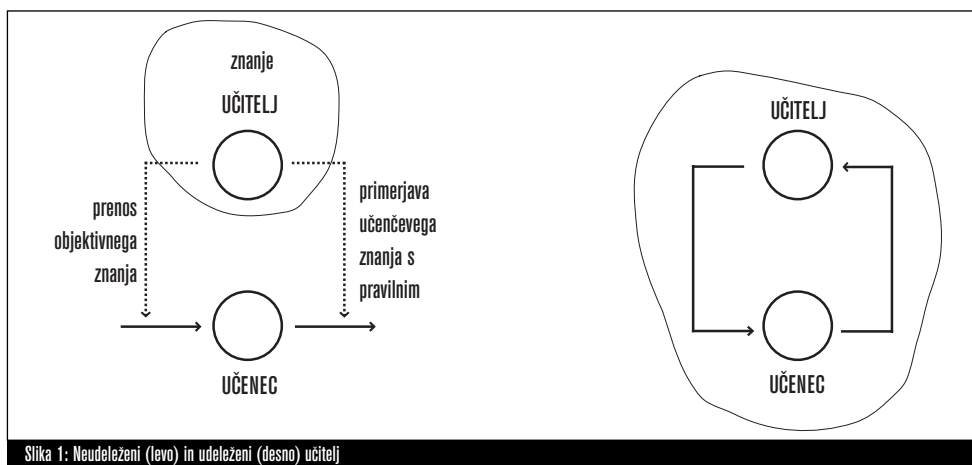 znanje
UČITELJ
prenos
objektivnega
znanja
primerjava
učenčevega
znanja s
pravilnim
UČENEC
UČITELJ
UČENEC
Slika 1: Neudeleženi (levo) in udeleženi (desno) učitelj